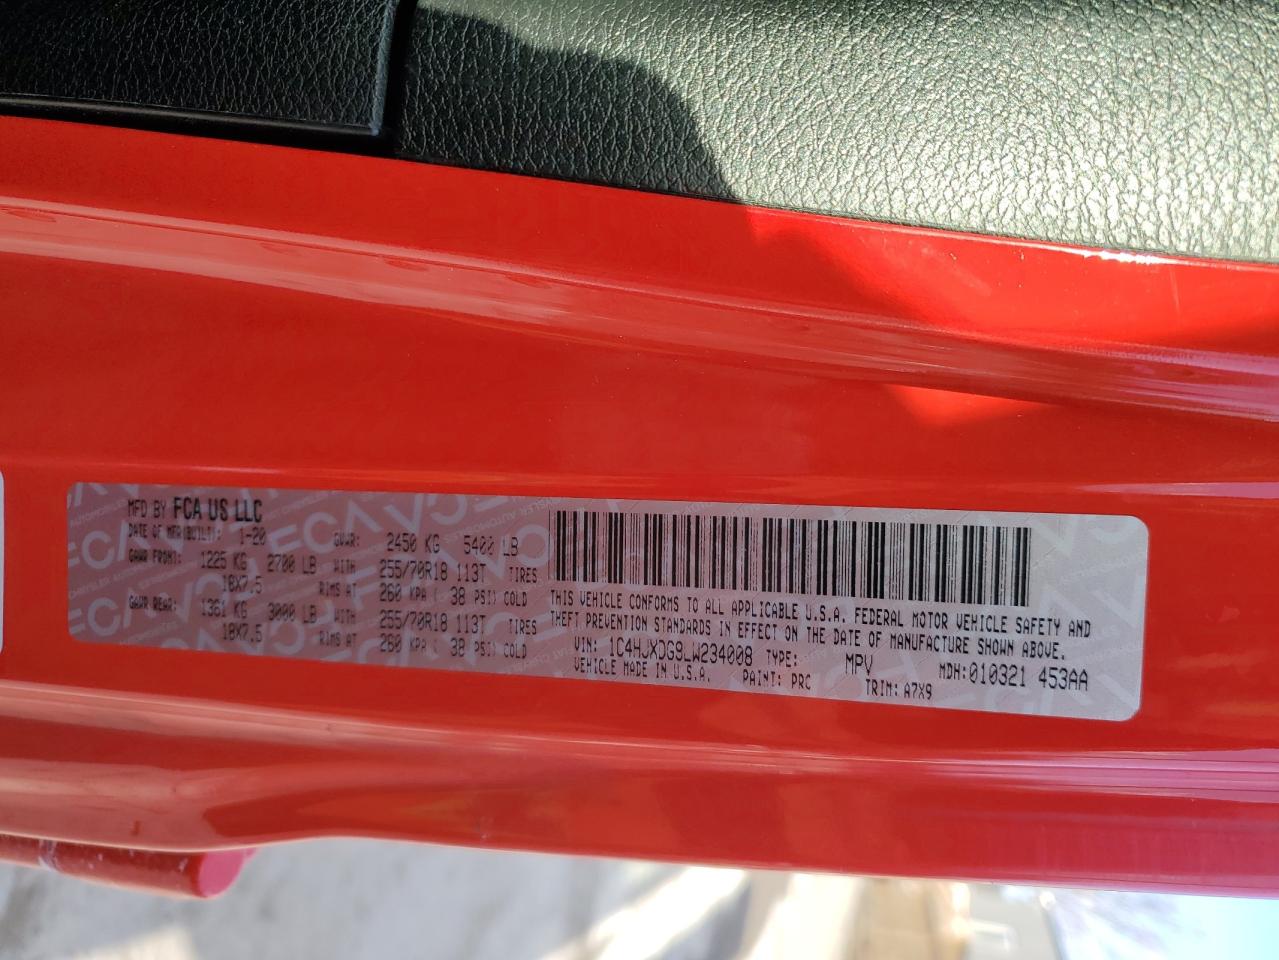 MFD BY FCA US LLC
DATE OF MFR(BUILT): 1-20 GVWR: 2450 KG 5400 LB
GAWR FRONT: 1225 KG 2700 LB WITH 255/70R18 113T TIRES
18X7.5 RIMS AT 260 KPA ( 38 PSI) COLD
GAWR REAR: 1361 KG 3000 LB WITH 255/70R18 113T TIRES
18X7.5 RIMS AT 260 KPA ( 38 PSI) COLD
THIS VEHICLE CONFORMS TO ALL APPLICABLE U.S.A. FEDERAL MOTOR VEHICLE SAFETY AND
THEFT PREVENTION STANDARDS IN EFFECT ON THE DATE OF MANUFACTURE SHOWN ABOVE.
VIN: 1C4HJXDG9LW234008 TYPE: MPV MDH: 010321 453AA
VEHICLE MADE IN U.S.A. PAINT: PRC TRIM: A7X9